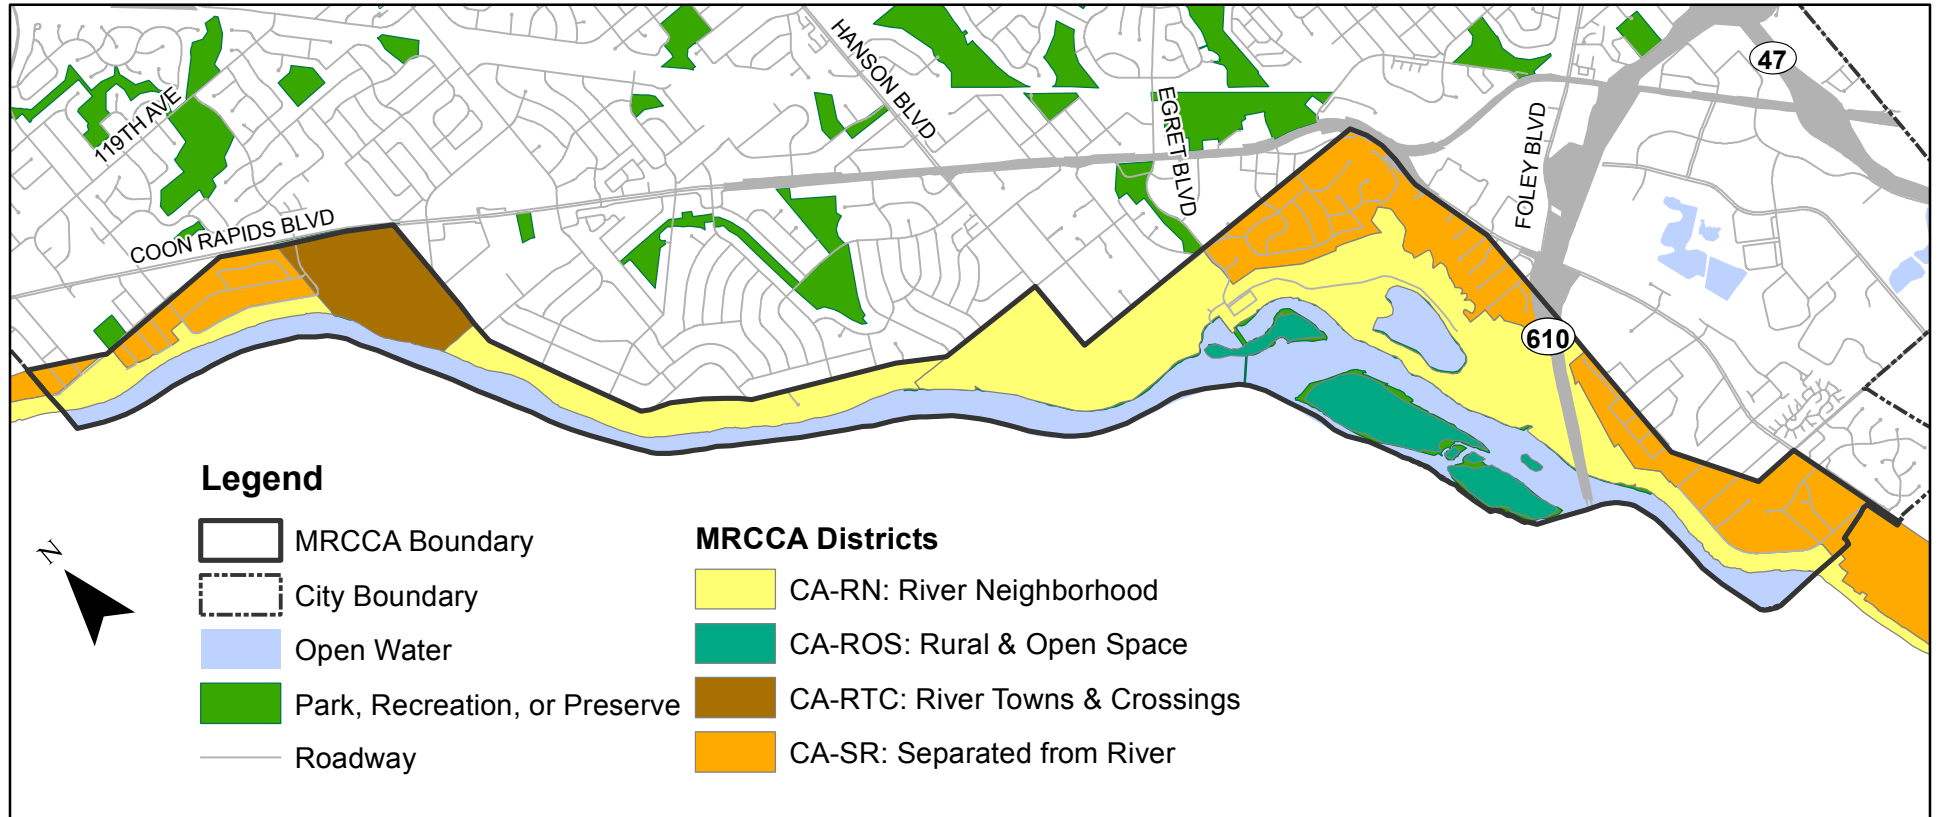 HANSON BLVD
47
119TH AVE
EGRET BLVD
FOLEY BLVD
COON RAPIDS BLVD
610
Legend
MRCCA Boundary
City Boundary
Open Water
Park, Recreation, or Preserve
Roadway
N
MRCCA Districts
CA-RN: River Neighborhood
CA-ROS: Rural & Open Space
CA-RTC: River Towns & Crossings
CA-SR: Separated from River